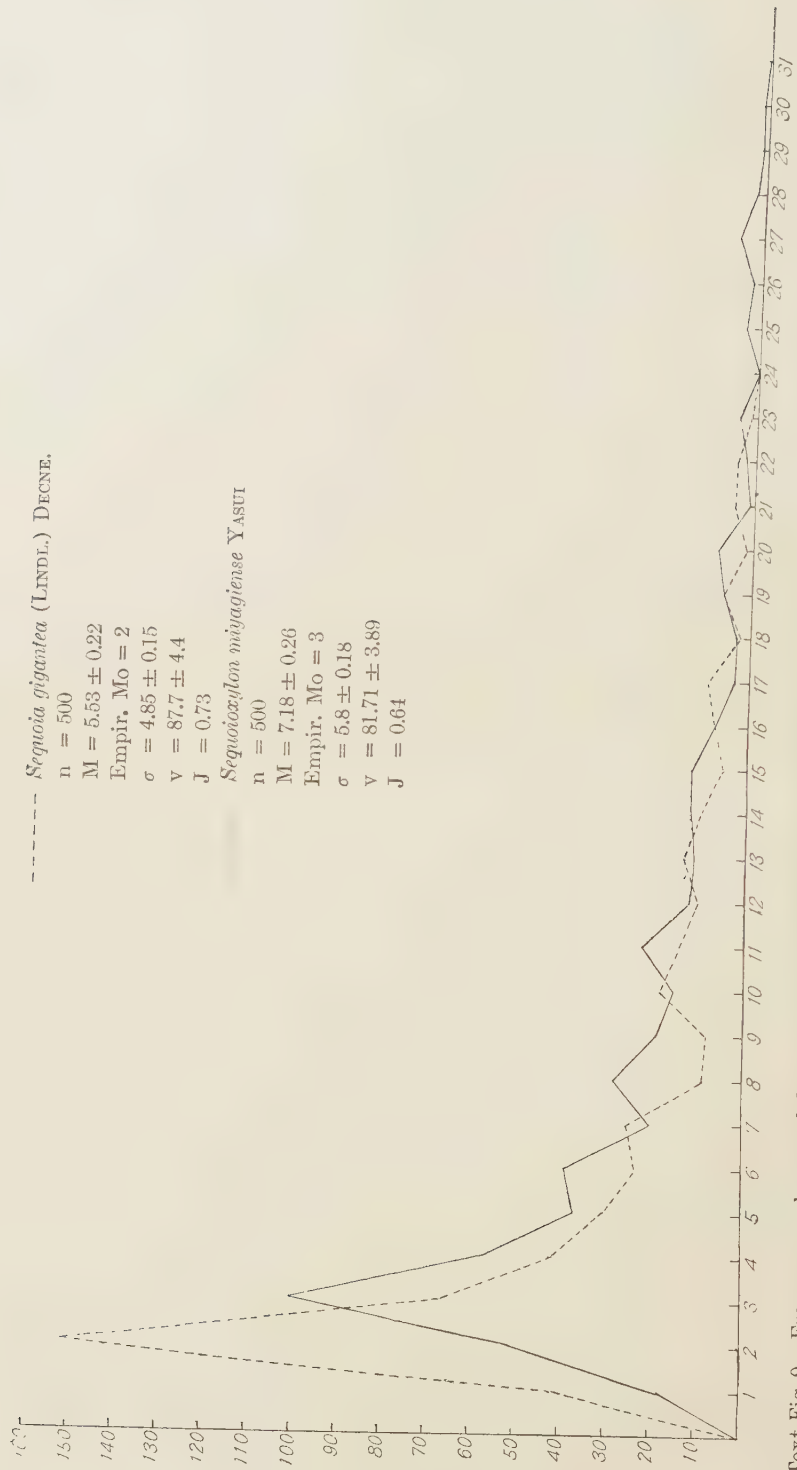 ------ Sequoia gigantea (LINDL.) DECNE.
n = 500
M = 5.53 ± 0.22
Empir. Mo = 2
σ = 4.85 ± 0.15
v = 87.7 ± 4.4
J = 0.73
Sequoioxylon miyagiense YASUI
n = 500
M = 7.18 ± 0.26
Empir. Mo = 3
σ = 5.8 ± 0.18
v = 81.71 ± 3.89
J = 0.64
150
140
130
120
110
100
90
80
70
60
50
40
30
20
10
1 2 3 4 5 6 7 8 9 10 11 12 13 14 15 16 17 18 19 20 21 22 23 24 25 26 27 28 29 30 31
Text-Fig. 9.